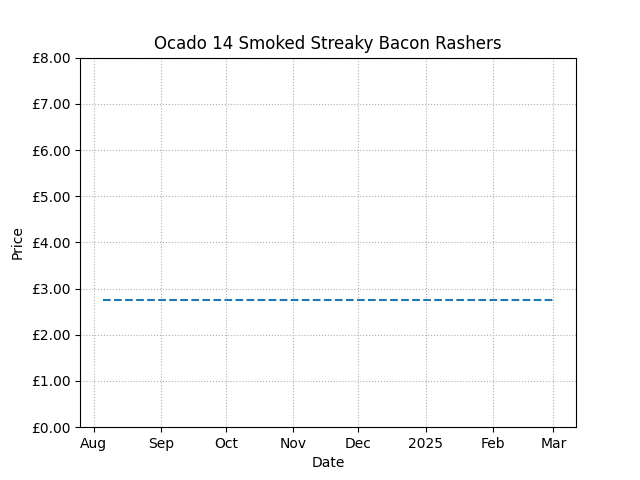 Ocado 14 Smoked Streaky Bacon Rashers
£8.00
£7.00
£6.00
£5.00
£4.00
£3.00
£2.00
£1.00
£0.00
Price
Aug Sep Oct Nov Dec 2025 Feb Mar
Date